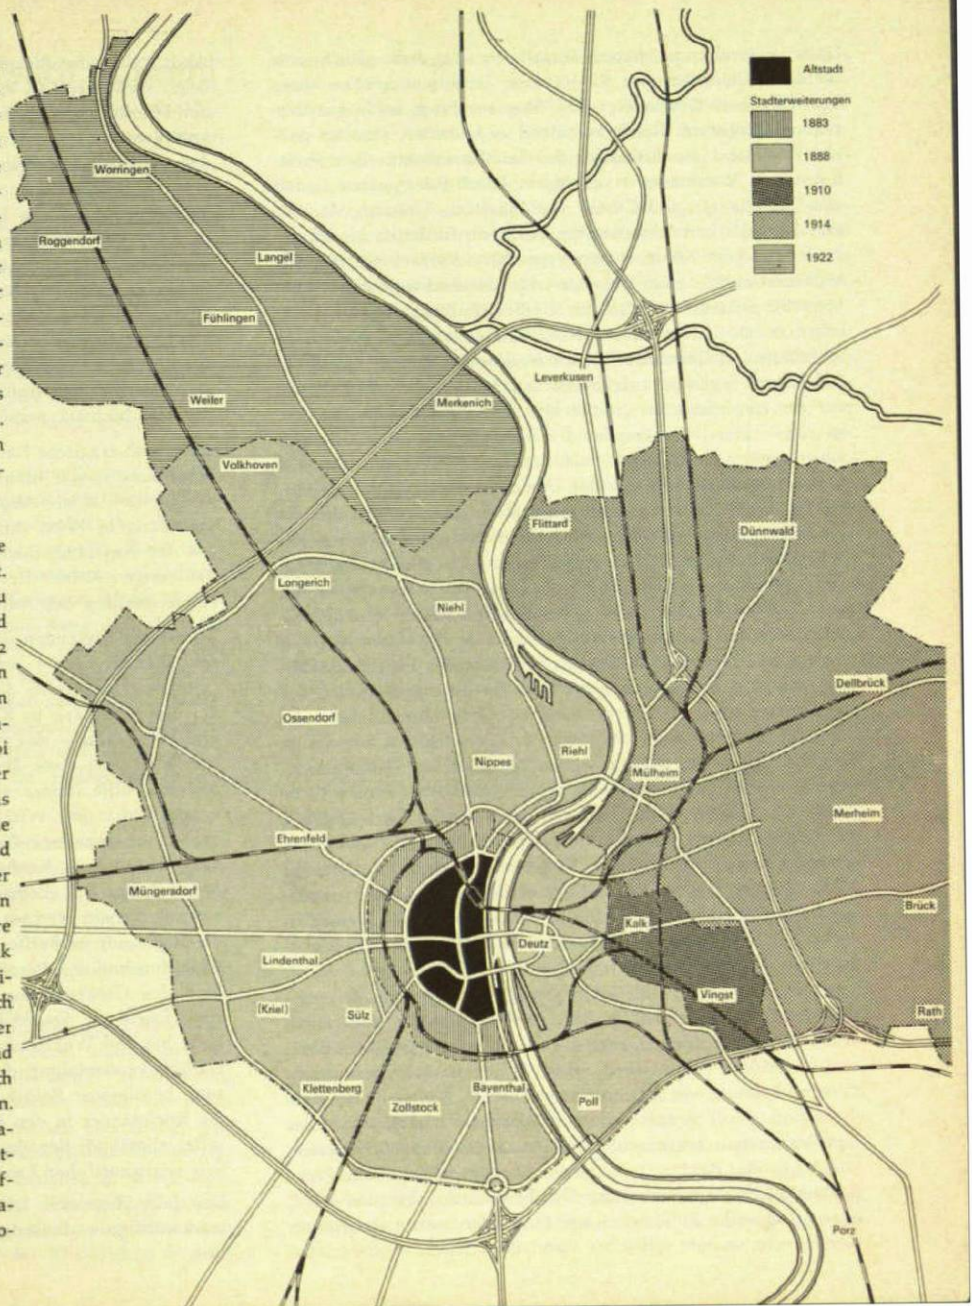 Altstadt
Stadterweiterungen
1883
1888
1910
1914
1922
Worringen
Roggendorf
Langel
Fühlingen
Leverkusen
Weiler
Merkenich
Volkhoven
Flittard
Dünnwald
Longerich
Niehl
Dellbrück
Ossendorf
Riehl
Nippes
Mülheim
Merheim
Ehrenfeld
Müngersdorf
Brück
Kalk
Deutz
Lindenthal
Vingst
(Kriel)
Sülz
Rath
Klettenberg
Bayenthal
Zollstock
Poll
Porz